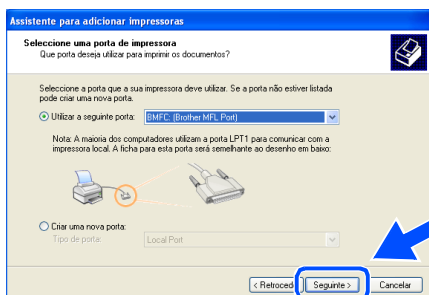 Assistente para adicionar impressoras
Seleccione uma porta de impressora
Que porta deseja utilizar para imprimir os documentos?
Seleccione a porta que a sua impressora deve utilizar. Se a porta não estiver listada
pode criar uma nova porta.
Utilizar a seguinte porta: BMFC: (Brother MFL Port)
Nota: A maioria dos computadores utilizam a porta LPT1 para comunicar com a
impressora local. A ficha para esta porta será semelhante ao desenho em baixo:
Criar uma nova porta:
Tipo de porta: Local Port
< Retroced Seguinte > Cancelar